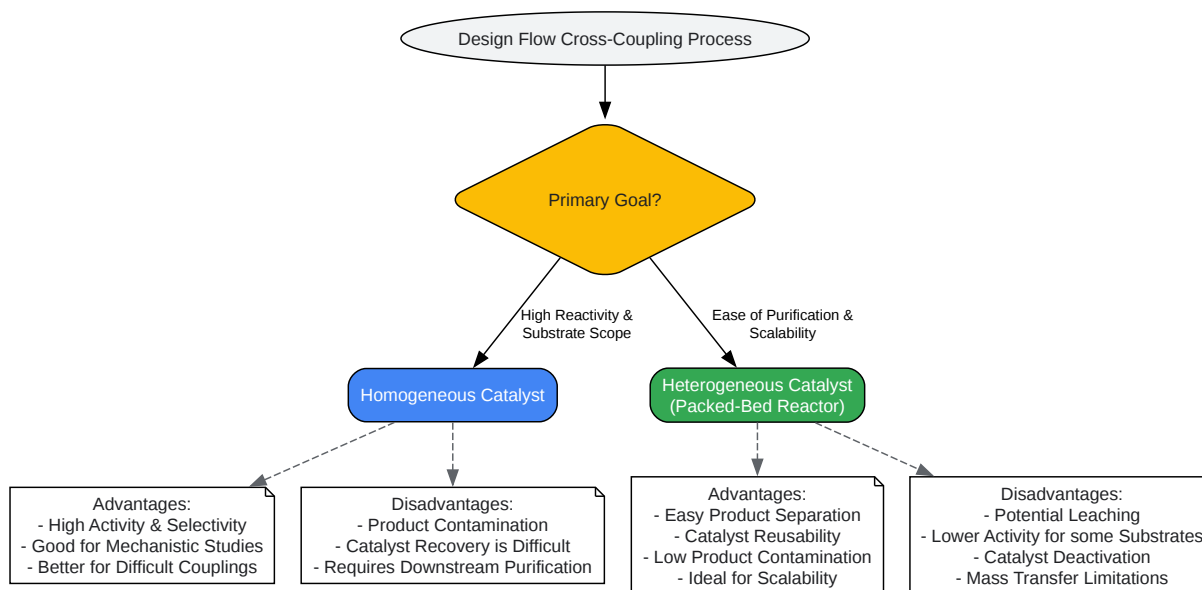 Design Flow Cross-Coupling Process
Primary Goal?
High Reactivity &
Substrate Scope
Ease of Purification &
Scalability
Homogeneous Catalyst
Heterogeneous Catalyst
(Packed-Bed Reactor)
Advantages:
- High Activity & Selectivity
- Good for Mechanistic Studies
- Better for Difficult Couplings
Disadvantages:
- Product Contamination
- Catalyst Recovery is Difficult
- Requires Downstream Purification
Advantages:
- Easy Product Separation
- Catalyst Reusability
- Low Product Contamination
- Ideal for Scalability
Disadvantages:
- Potential Leaching
- Lower Activity for some Substrates
- Catalyst Deactivation
- Mass Transfer Limitations